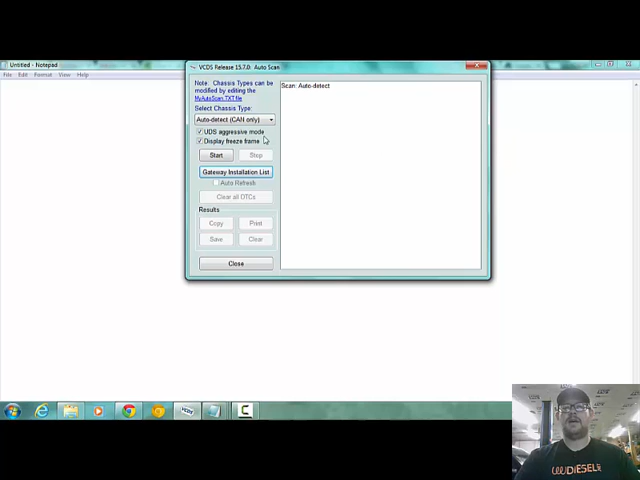 Untitled - Notepad
File Edit Format View Help
VCDS Release 15.7.0: Auto Scan
Note: Chassis Types can be
modified by editing the
MyAutoScan.TXT file
Select Chassis Type:
Auto-detect (CAN only)
UDS aggressive mode
Display freeze frame
Start Stop
Gateway Installation List
Auto Refresh
Clear all DTCs
Results
Copy Print
Save Clear
Close
Scan: Auto-detect
DIESEL